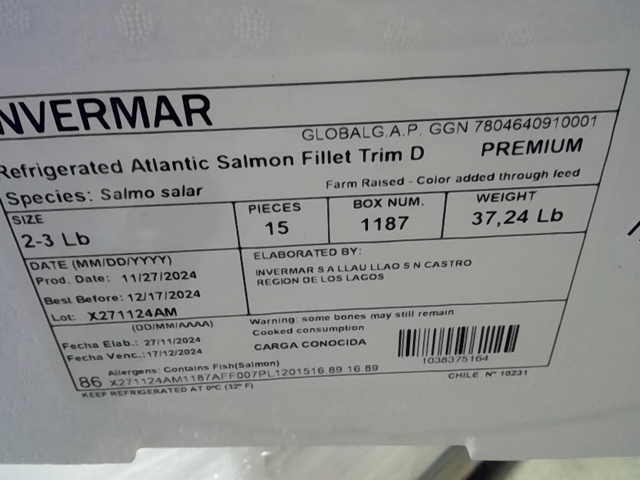 NVERMAR
GLOBALG.A.P. GGN 7804640910001
Refrigerated Atlantic Salmon Fillet Trim D PREMIUM
Species: Salmo salar
Farm Raised - Color added through feed
SIZE PIECES BOX NUM. WEIGHT
2-3 Lb 15 1187 37,24 Lb
DATE (MM/DD/YYYY)
Prod. Date: 11/27/2024
Best Before: 12/17/2024
Lot: X271124AM
ELABORATED BY:
INVERMAR S A LLAU LLAO S N CASTRO
REGION DE LOS LAGOS
(DD/MM/AAAA)
Fecha Elab.: 27/11/2024
Fecha Venc.:17/12/2024
Warning: some bones may still remain
Cooked consumption
CARGA CONOCIDA
1038375164
Allergens: Contains Fish(Salmon)
86 X271124AM1187AFF007PL1201516.89 16.89
CHILE Nº 10231
KEEP REFRIGERATED AT 0ºC (32º F)